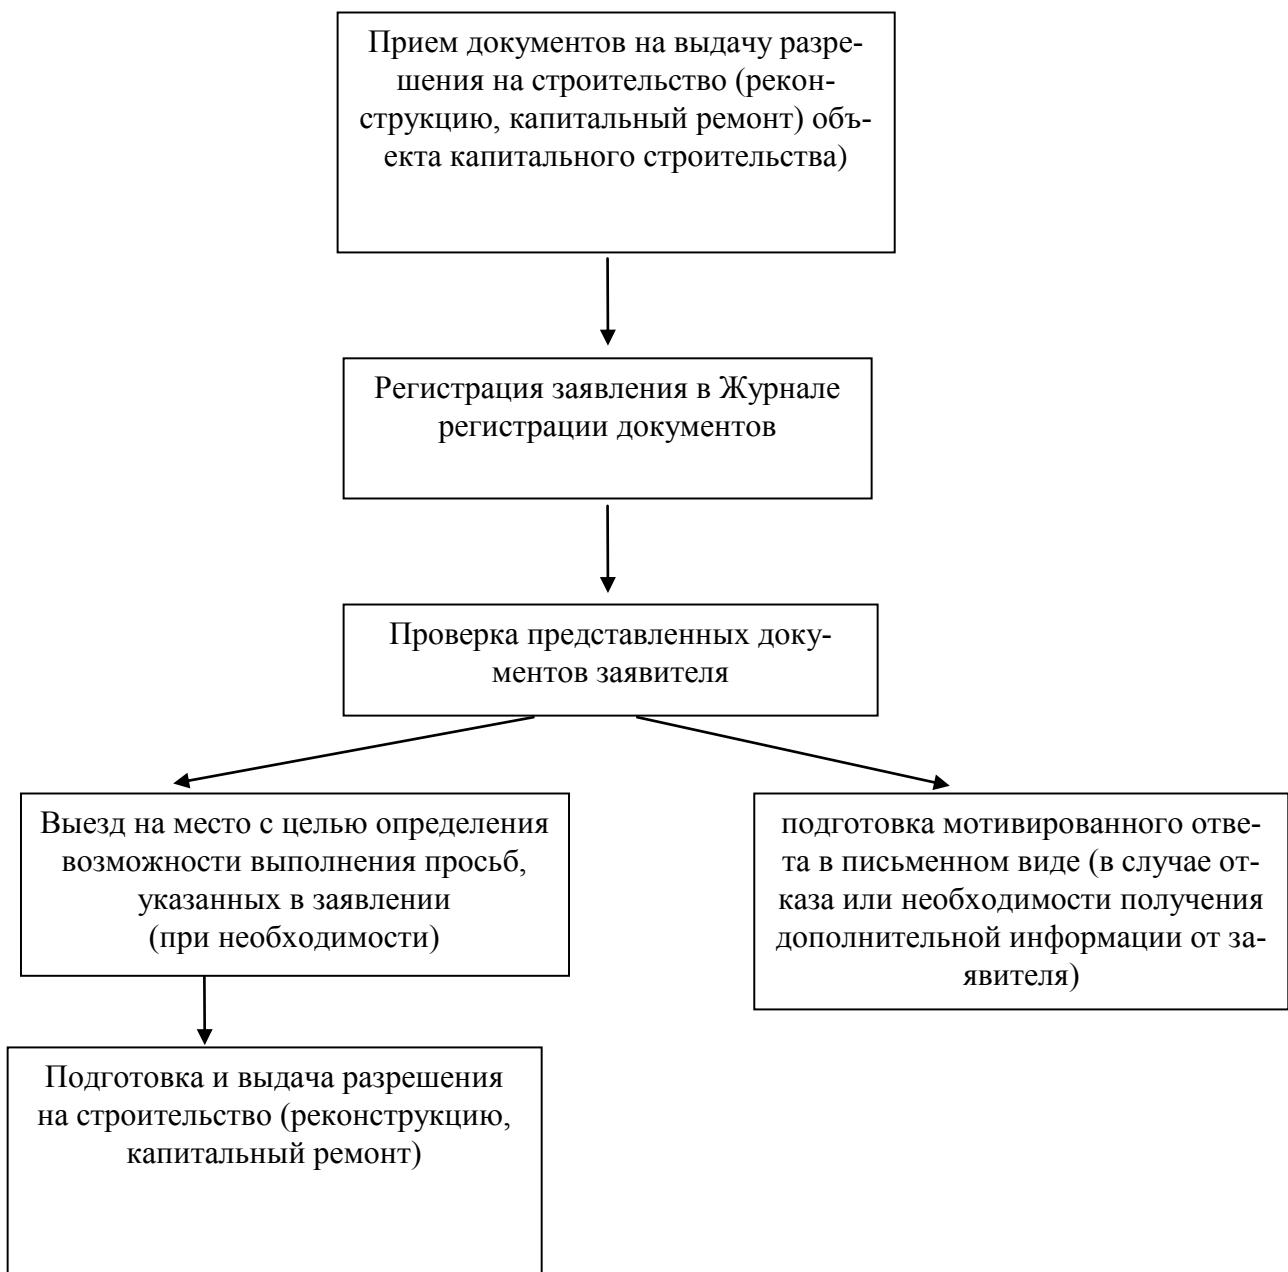 Прием документов на выдачу разре-
шения на строительство (рекон-
струкцию, капитальный ремонт) объ-
екта капитального строительства)
Регистрация заявления в Журнале
регистрации документов
Проверка представленных доку-
ментов заявителя
Выезд на место с целью определения
возможности выполнения просьб,
указанных в заявлении
(при необходимости)
подготовка мотивированного отве-
та в письменном виде (в случае от-
каза или необходимости получения
дополнительной информации от за-
явителя)
Подготовка и выдача разрешения
на строительство (реконструкцию,
капитальный ремонт)